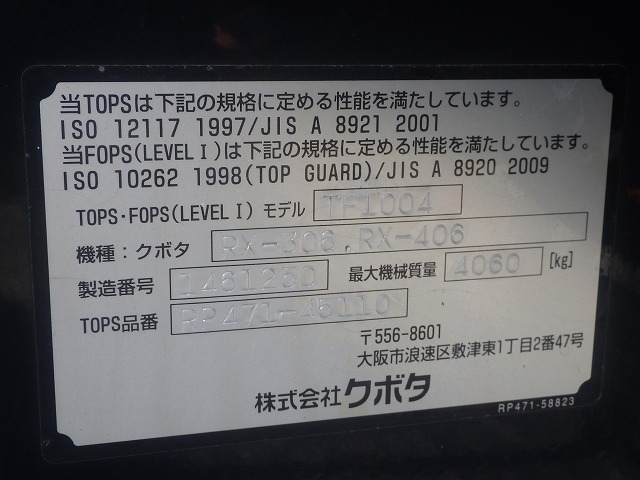 当TOPSは下記の規格に定める性能を満たしています。
ISO 12117 1997/JIS A 8921 2001
当FOPS(LEVEL I)は下記の規格に定める性能を満たしています。
ISO 10262 1998(TOP GUARD)/JIS A 8920 2009
TOPS・FOPS(LEVEL I) モデル TF1004
機種：クボタ RX-306,RX-406
製造番号 1481250 最大機械質量 4060 [kg]
TOPS品番 RP471-45110
〒556-8601
大阪市浪速区敷津東1丁目2番47号
株式会社クボタ
RP471-58823